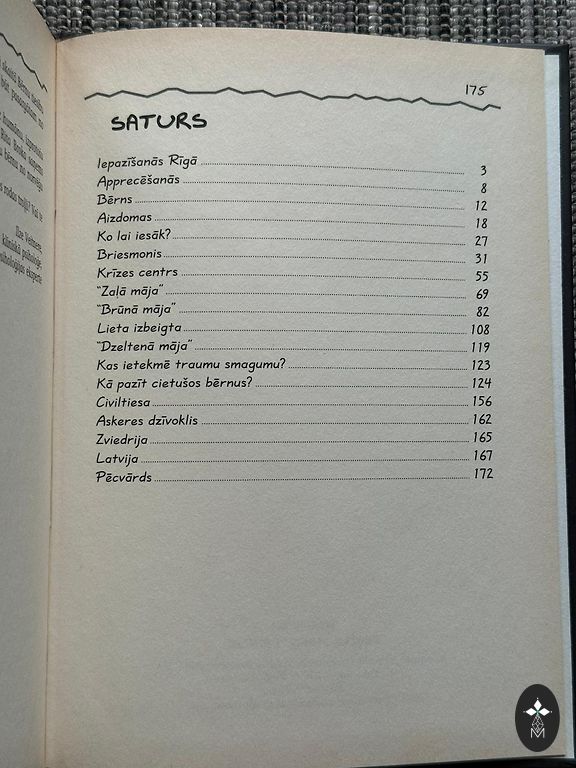 175
SATURS
Iepazīšanās Rīgā 3
Apprecēšanās 8
Bērns 12
Aizdomas 18
Ko lai iesāk? 27
Briesmonis 31
Krīzes centrs 55
"Zaļā māja" 69
"Brūnā māja" 82
Lieta izbeigta 108
"Dzeltenā māja" 119
Kas ietekmē traumu smagumu? 123
Kā pazīt cietušos bērnus? 124
Civiltiesa 156
Askeres dzīvoklis 162
Zviedrija 165
Latvija 167
Pēcvārds 172
M